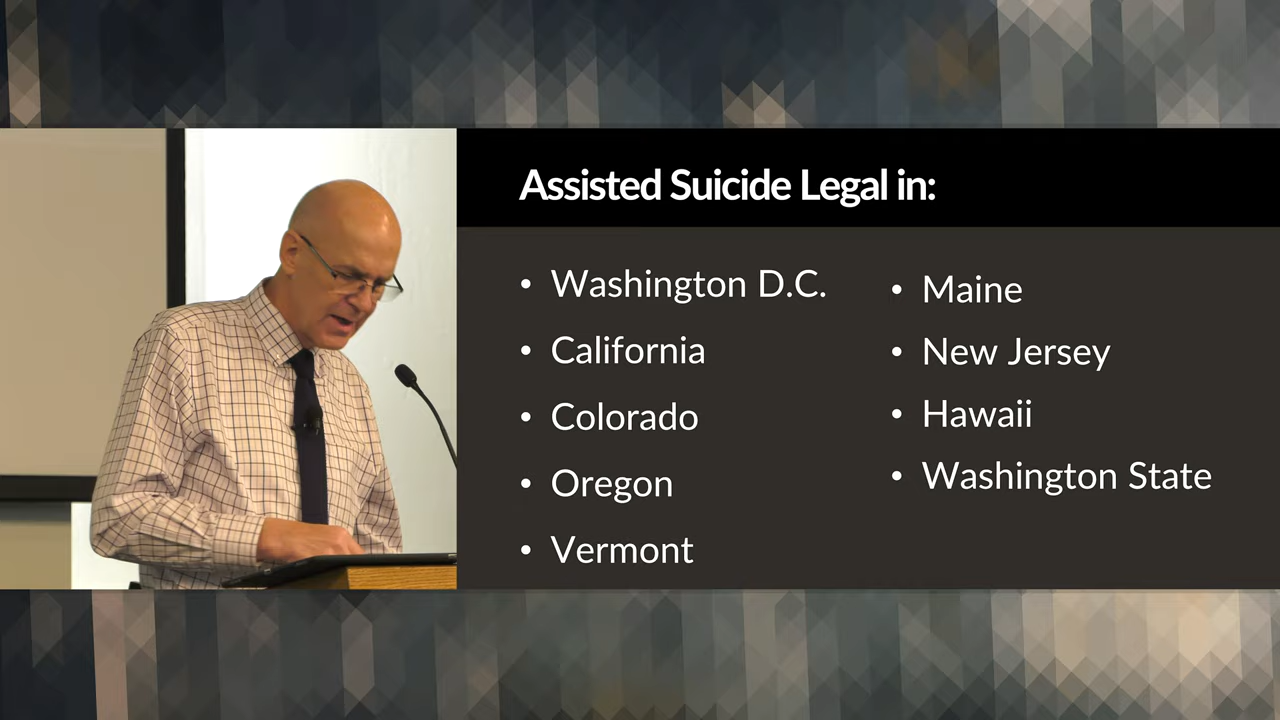 Assisted Suicide Legal in:
• Washington D.C.
• California
• Colorado
• Oregon
• Vermont
• Maine
• New Jersey
• Hawaii
• Washington State